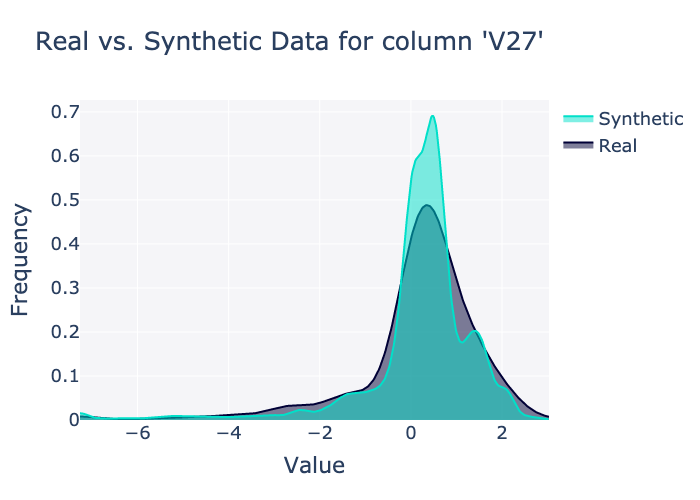 Real vs. Synthetic Data for column 'V27'
Synthetic
Real
0.7
0.6
0.5
0.4
0.3
0.2
0.1
0
Frequency
−6
−4
−2
0
2
Value